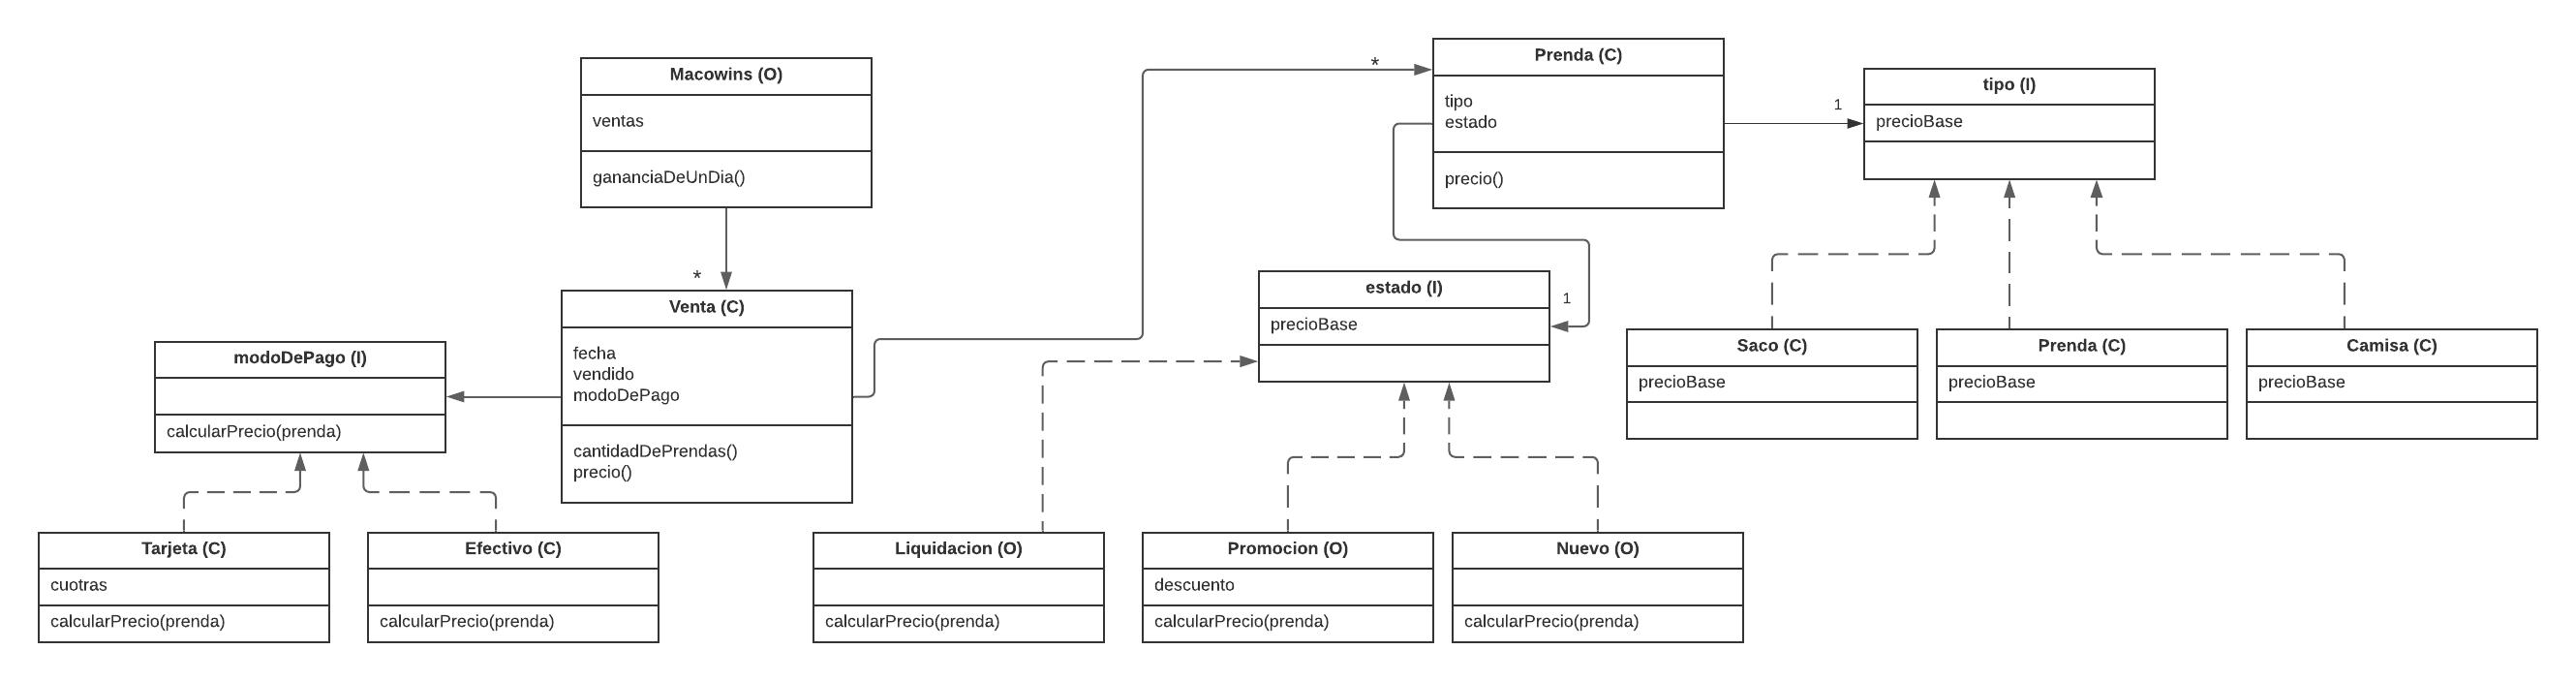 Macowins (O)
ventas
gananciaDeUnDia()
*
Venta (C)
fecha
vendido
modoDePago
cantidadDePrendas()
precio()
modoDePago (I)
calcularPrecio(prenda)
Tarjeta (C)
cuotras
calcularPrecio(prenda)
Efectivo (C)
calcularPrecio(prenda)
*
Prenda (C)
tipo
estado
precio()
1
tipo (I)
precioBase
estado (I)
precioBase
1
Liquidacion (O)
calcularPrecio(prenda)
Promocion (O)
descuento
calcularPrecio(prenda)
Nuevo (O)
calcularPrecio(prenda)
Saco (C)
precioBase
Prenda (C)
precioBase
Camisa (C)
precioBase